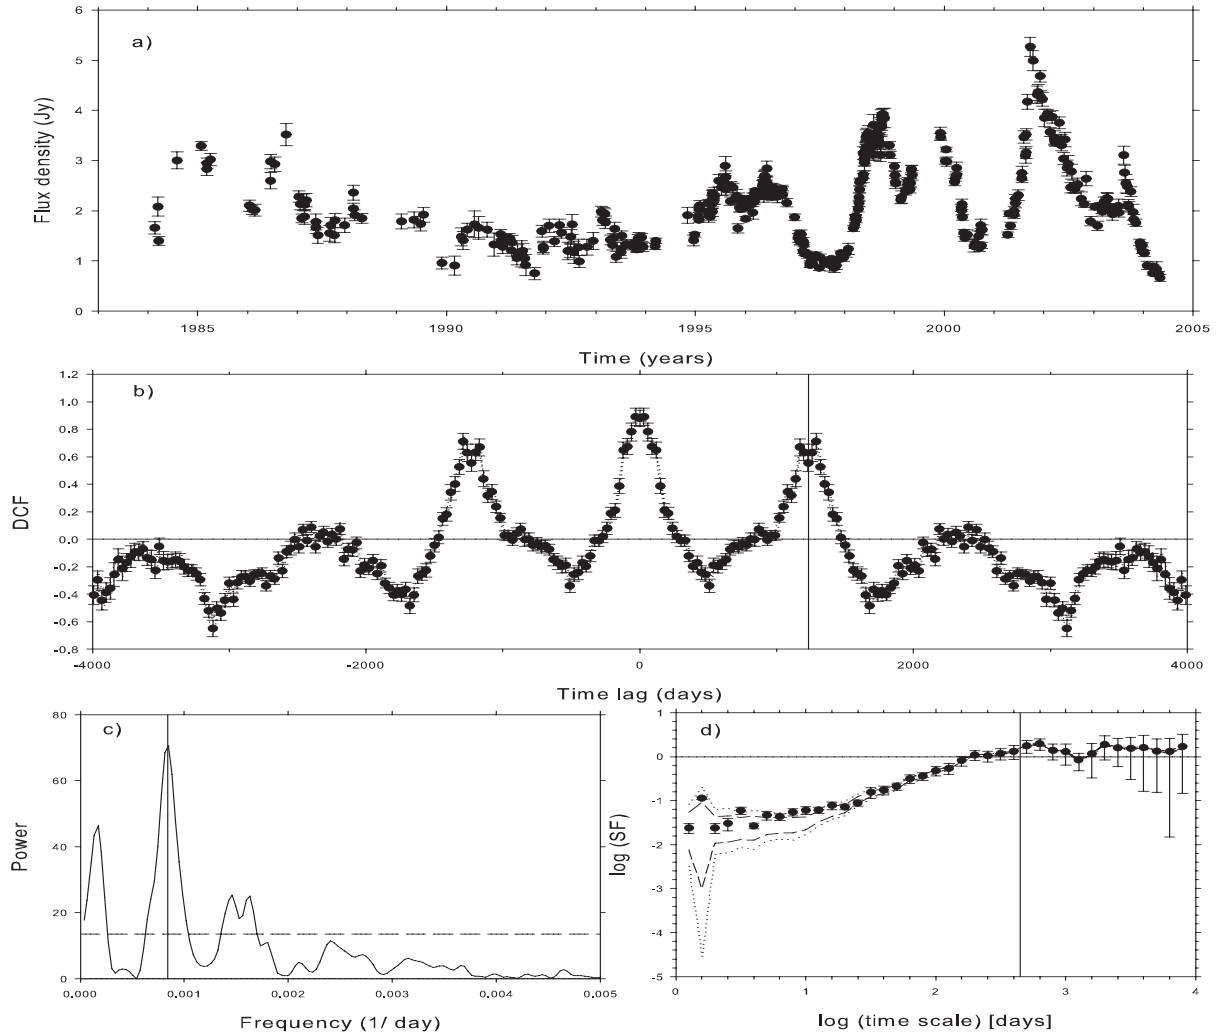 a)
6
5
4
3
2
1
0
Flux density (Jy)
1985 1990 1995 2000 2005
Time (years)
b)
1.2
1.0
0.8
0.6
0.4
0.2
0.0
-0.2
-0.4
-0.6
-0.8
DCF
-4000 -2000 0 2000 4000
Time lag (days)
c)
80
60
40
20
0
Power
0.000 0.001 0.002 0.003 0.004 0.005
Frequency (1/ day)
d)
1
0
-1
-2
-3
-4
-5
log (SF)
0 1 2 3 4
log (time scale) [days]